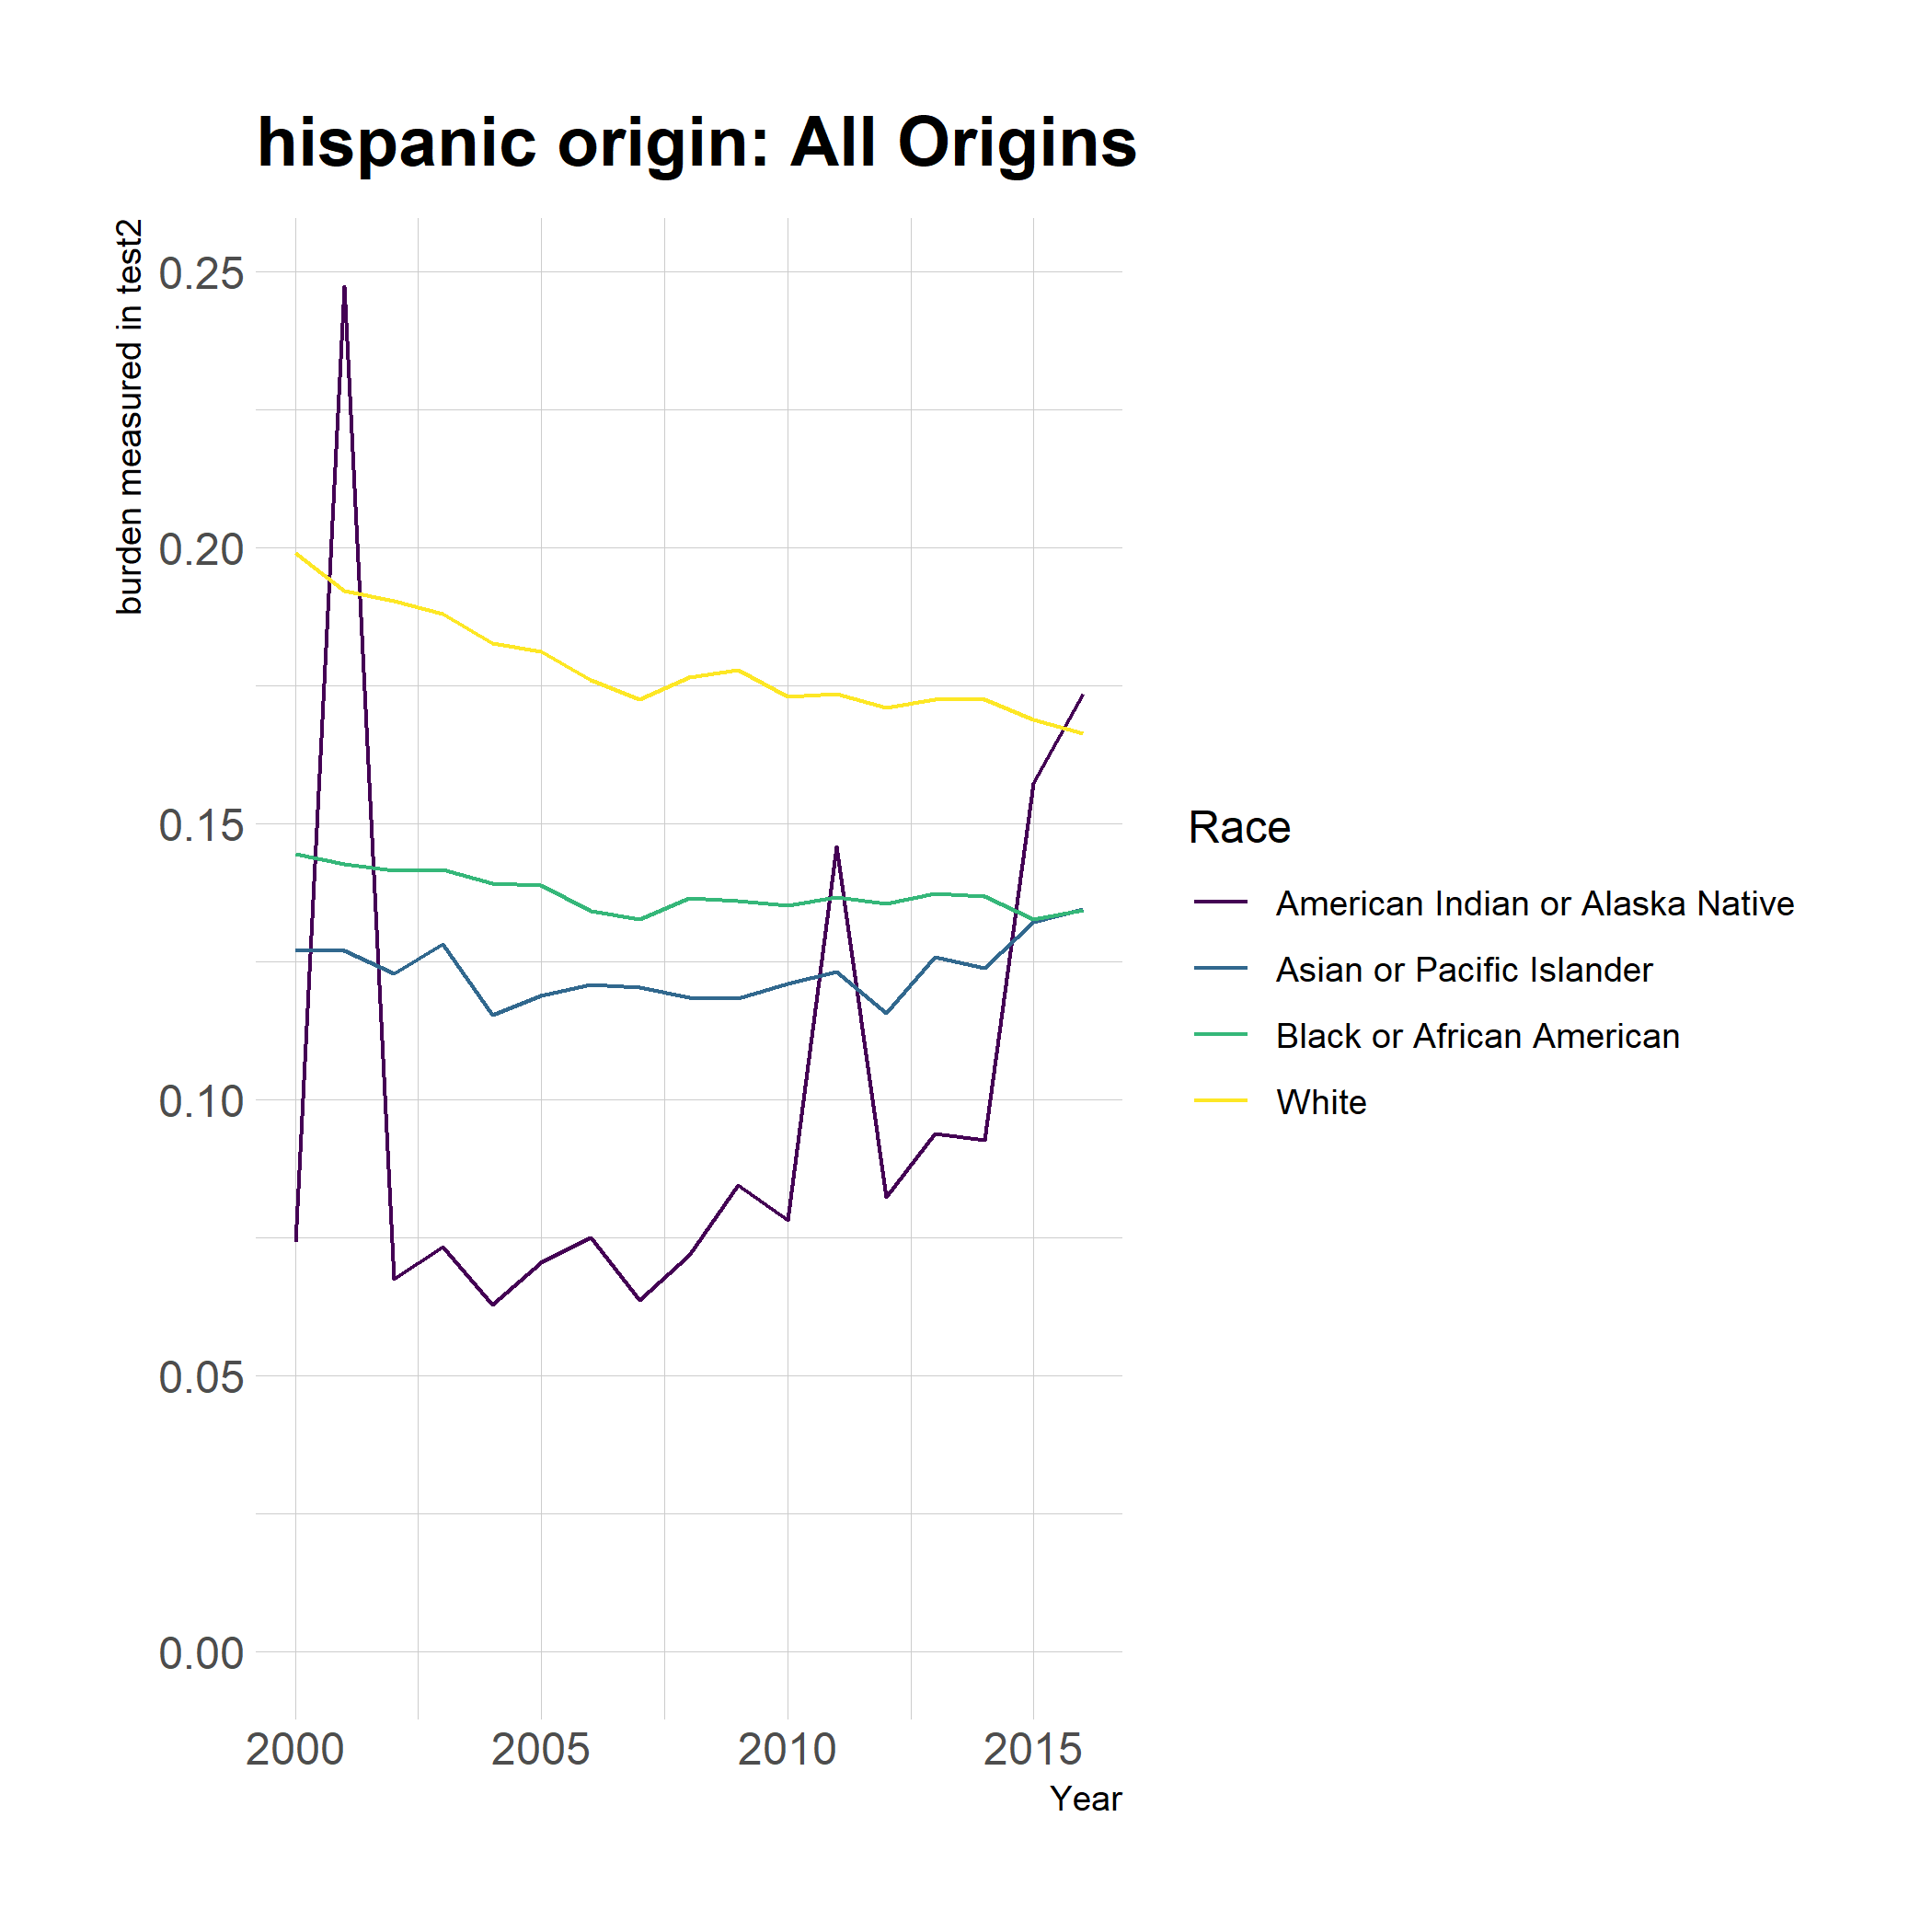 hispanic origin: All Origins
burden measured in test2
0.25
0.20
0.15
0.10
0.05
0.00
2000 2005 2010 2015
Year
Race
American Indian or Alaska Native
Asian or Pacific Islander
Black or African American
White